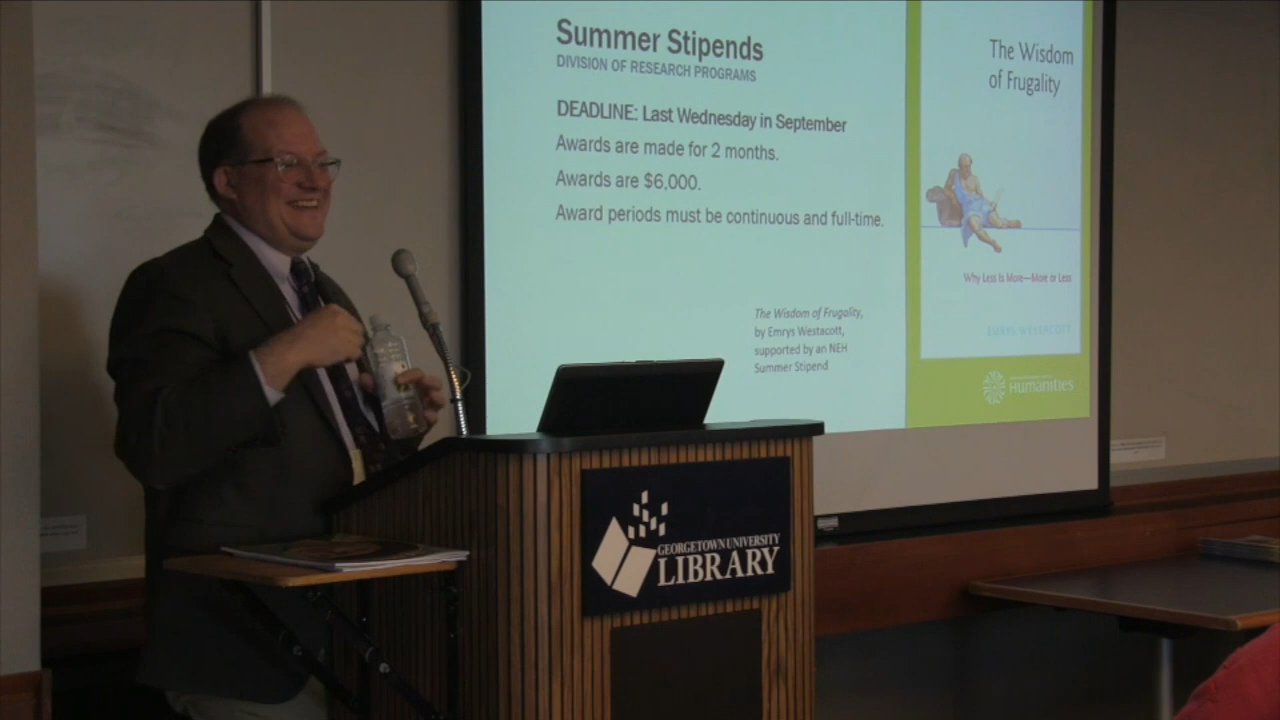 Summer Stipends
DIVISION OF RESEARCH PROGRAMS
DEADLINE: Last Wednesday in September
Awards are made for 2 months.
Awards are $6,000.
Award periods must be continuous and full-time.
The Wisdom of Frugality,
by Emrys Westacott,
supported by an NEH
Summer Stipend
The Wisdom
of Frugality
Why Less Is More—More or Less
EMRYS WESTACOTT
Humanities
GEORGETOWN UNIVERSITY
LIBRARY